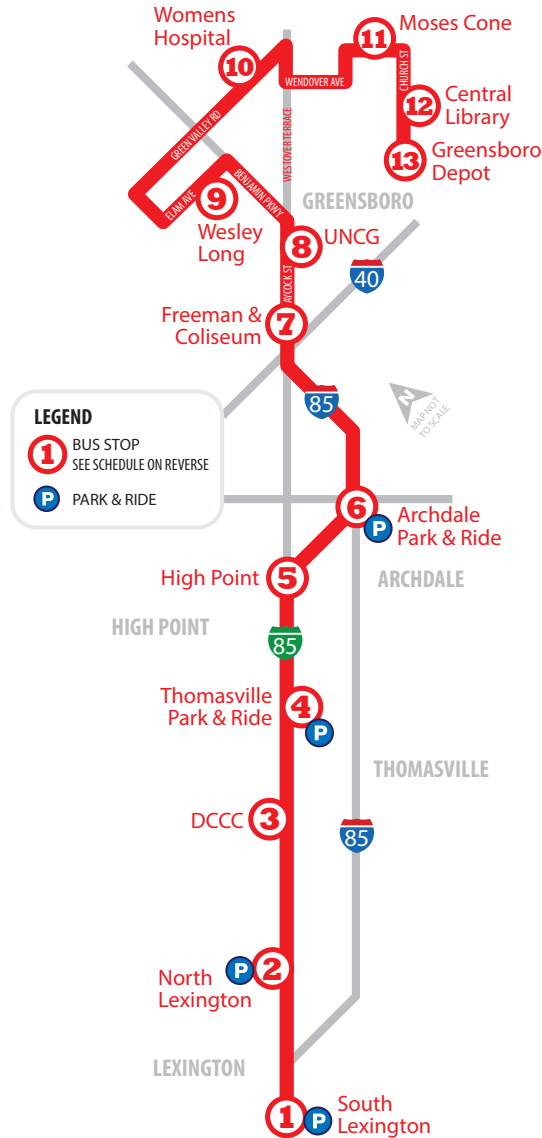 Womens
Hospital
10
11
Moses Cone
WENDOVER AVE
CHURCH ST
12
Central
Library
13
Greensboro
Depot
GREEN VALLEY RD
WESTOVER TERRACE
ELAM AVE
BENJAMIN PKWY
9
Wesley
Long
GREENSBORO
8
UNCG
AYCOCK ST
40
Freeman &
Coliseum
7
85
N
MAP NOT
TO SCALE
LEGEND
1
BUS STOP
SEE SCHEDULE ON REVERSE
P
PARK & RIDE
6
P
Archdale
Park & Ride
High Point
5
ARCHDALE
HIGH POINT
85
Thomasville
Park & Ride
4
P
THOMASVILLE
DCCC
3
85
P
2
North
Lexington
LEXINGTON
1
P
South
Lexington